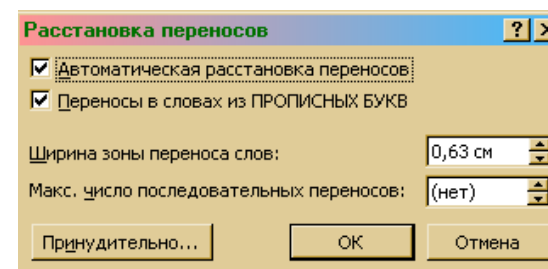 Расстановка переносов
Автоматическая расстановка переносов
Переносы в словах из ПРОПИСНЫХ БУКВ
Ширина зоны переноса слов: 0,63 см
Макс. число последовательных переносов: (нет)
Принудительно... ОК Отмена